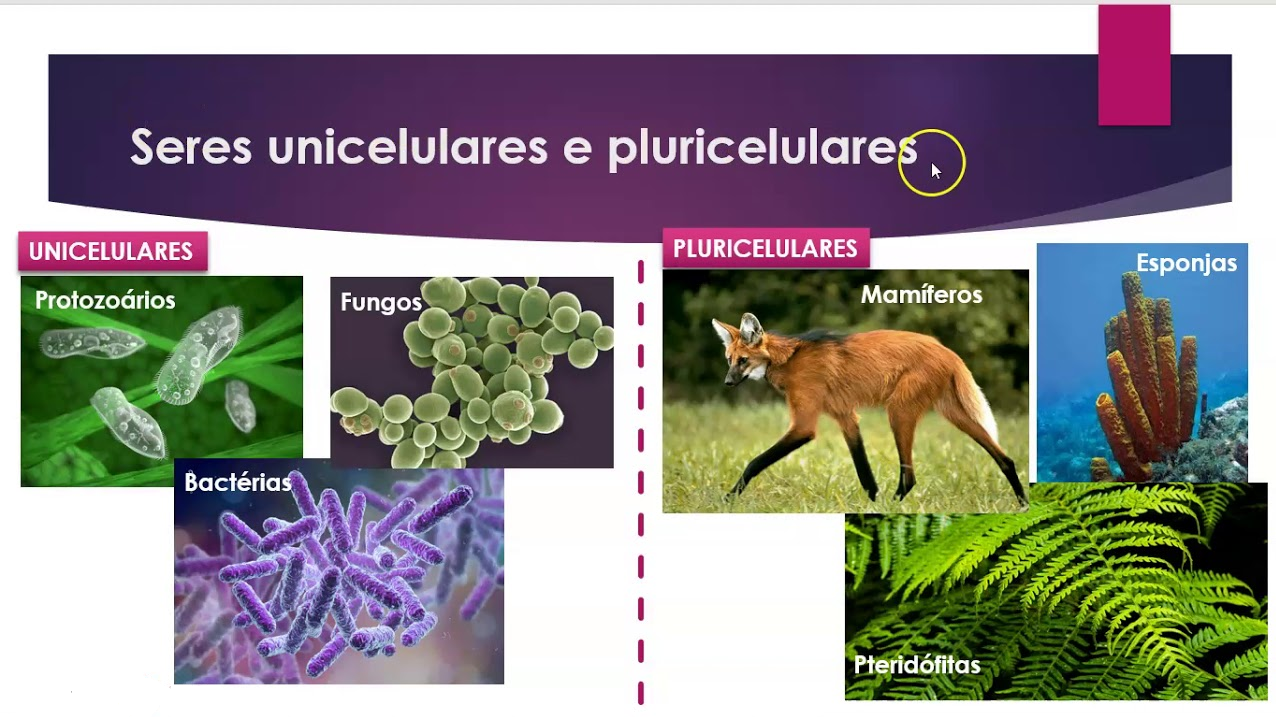 Seres unicelulares e pluricelulares
UNICELULARES
Protozoários
Fungos
Bactérias
PLURICELULARES
Mamíferos
Esponjas
Pteridófitas